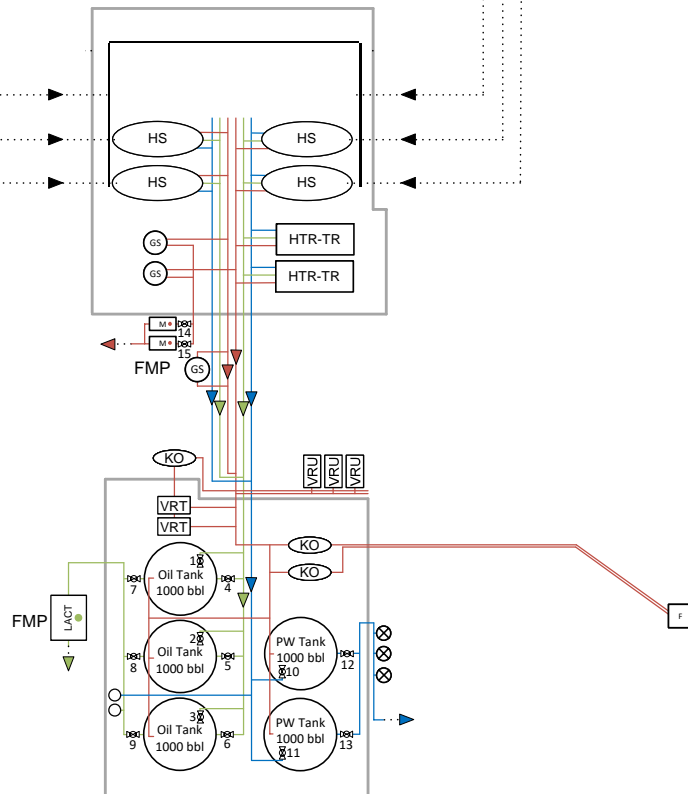 HS
HS
HS
HS
GS
HTR-TR
GS
HTR-TR
M
14
M
15
FMP
GS
KO
VRU
VRU
VRU
VRT
VRT
KO
KO
1
Oil Tank
1000 bbl
7
4
F
FMP
LACT
2
Oil Tank
1000 bbl
8
5
PW Tank
1000 bbl
10
12
3
Oil Tank
1000 bbl
9
6
PW Tank
1000 bbl
11
13